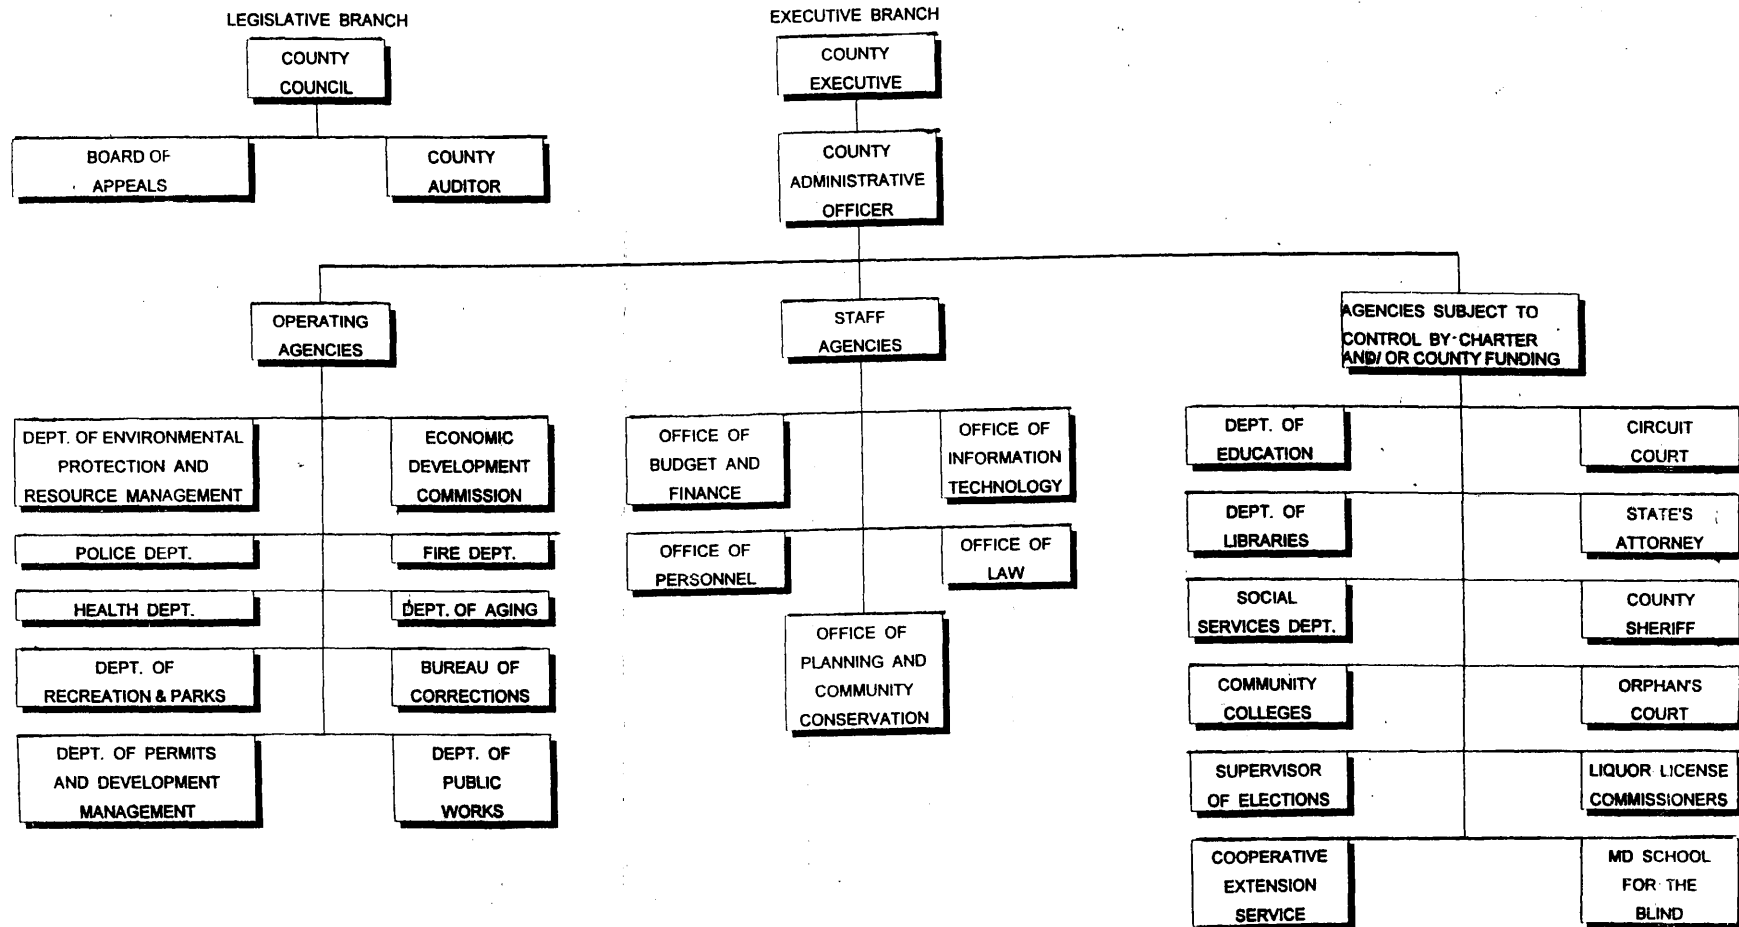 LEGISLATIVE BRANCH
COUNTY
COUNCIL
BOARD OF
APPEALS
COUNTY
AUDITOR
EXECUTIVE BRANCH
COUNTY
EXECUTIVE
COUNTY
ADMINISTRATIVE
OFFICER
OPERATING
AGENCIES
DEPT. OF ENVIRONMENTAL
PROTECTION AND
RESOURCE MANAGEMENT
ECONOMIC
DEVELOPMENT
COMMISSION
POLICE DEPT.
FIRE DEPT.
HEALTH DEPT.
DEPT. OF AGING
DEPT. OF
RECREATION & PARKS
BUREAU OF
CORRECTIONS
DEPT. OF PERMITS
AND DEVELOPMENT
MANAGEMENT
DEPT. OF
PUBLIC
WORKS
STAFF
AGENCIES
OFFICE OF
BUDGET AND
FINANCE
OFFICE OF
INFORMATION
TECHNOLOGY
OFFICE OF
PERSONNEL
OFFICE OF
LAW
OFFICE OF
PLANNING AND
COMMUNITY
CONSERVATION
AGENCIES SUBJECT TO
CONTROL BY CHARTER
AND/ OR COUNTY FUNDING
DEPT. OF
EDUCATION
CIRCUIT
COURT
DEPT. OF
LIBRARIES
STATE'S
ATTORNEY
SOCIAL
SERVICES DEPT.
COUNTY
SHERIFF
COMMUNITY
COLLEGES
ORPHAN'S
COURT
SUPERVISOR
OF ELECTIONS
LIQUOR LICENSE
COMMISSIONERS
COOPERATIVE
EXTENSION
SERVICE
MD SCHOOL
FOR THE
BLIND